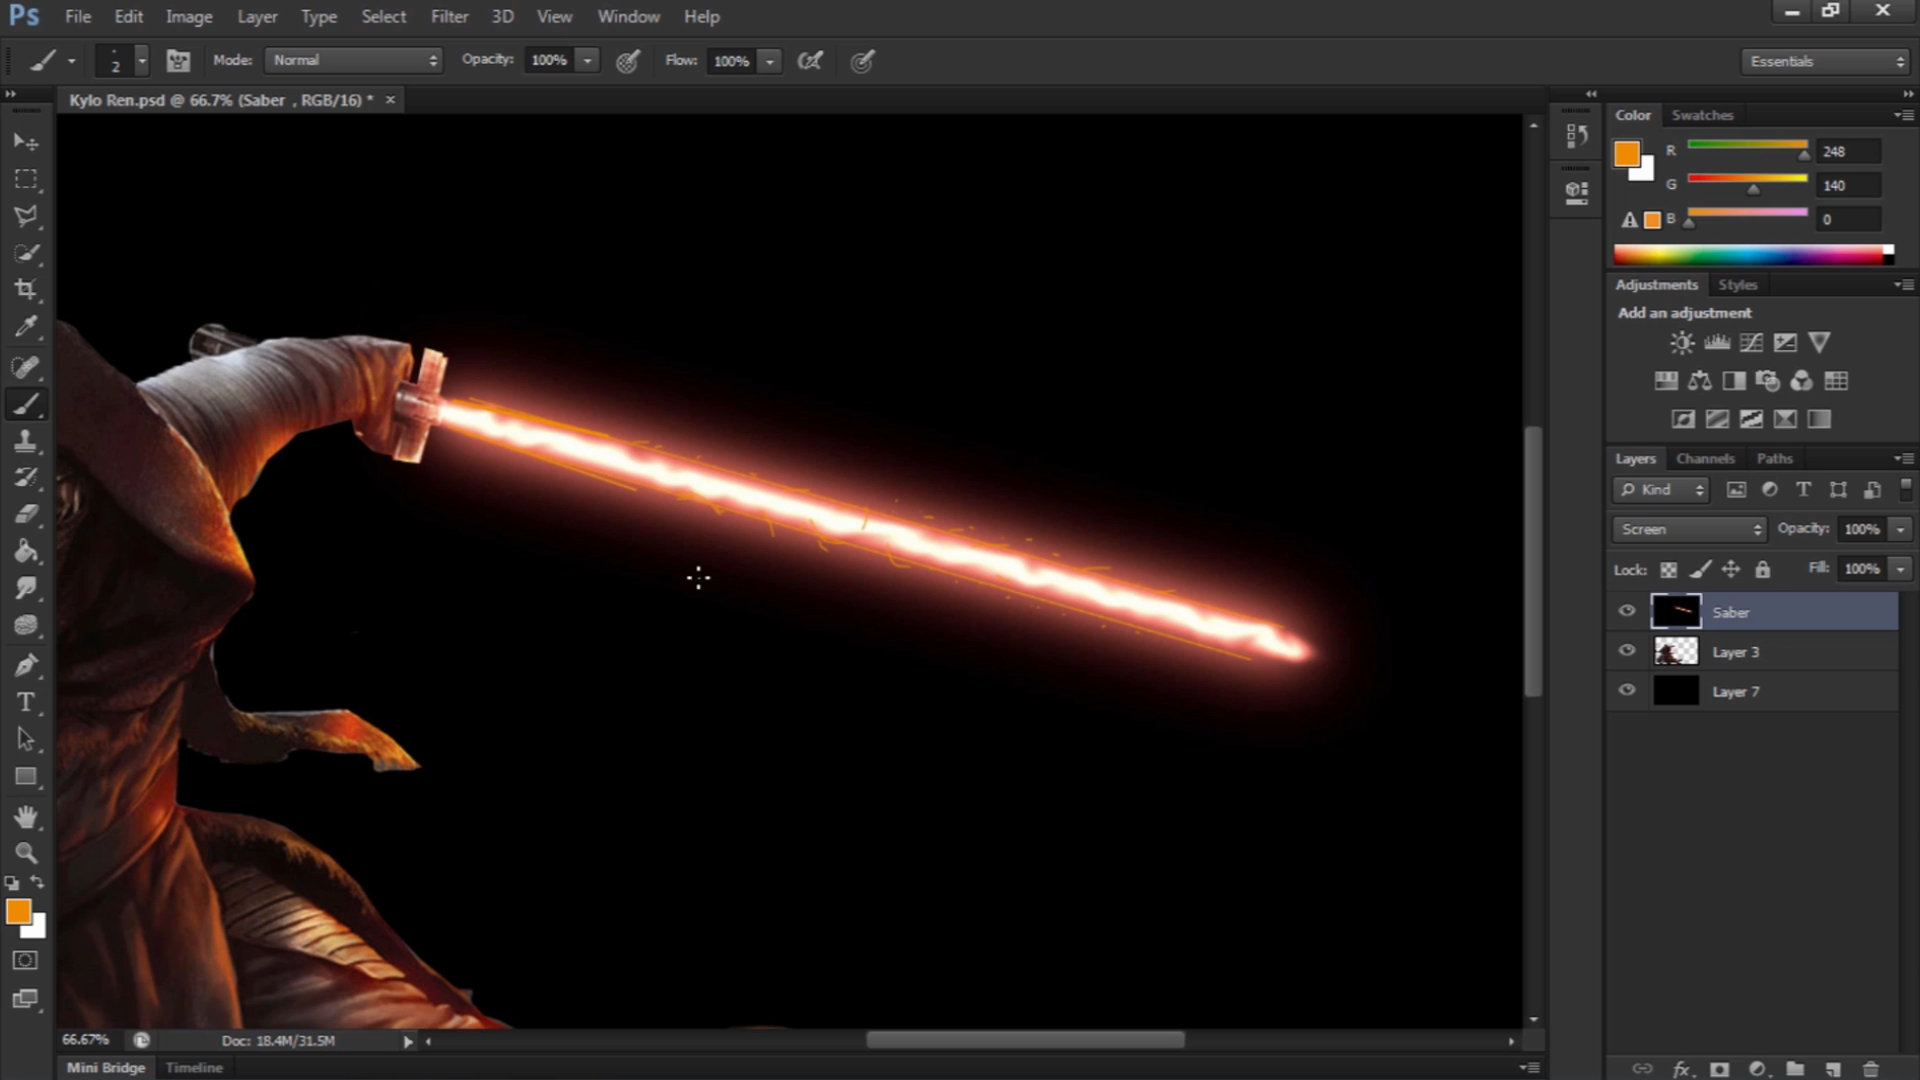 Ps File Edit Image Layer Type Select Filter 3D View Window Help
2 Mode: Normal Opacity: 100% Flow: 100% Essentials
Kylo Ren.psd @ 66.7% (Saber , RGB/16) * ×
Color Swatches
R 248
G 140
B 0
Adjustments Styles
Add an adjustment
Layers Channels Paths
Kind
Screen Opacity: 100%
Lock: Fill: 100%
Saber
Layer 3
Layer 7
66.67% Doc: 18.4M/31.5M
Mini Bridge Timeline